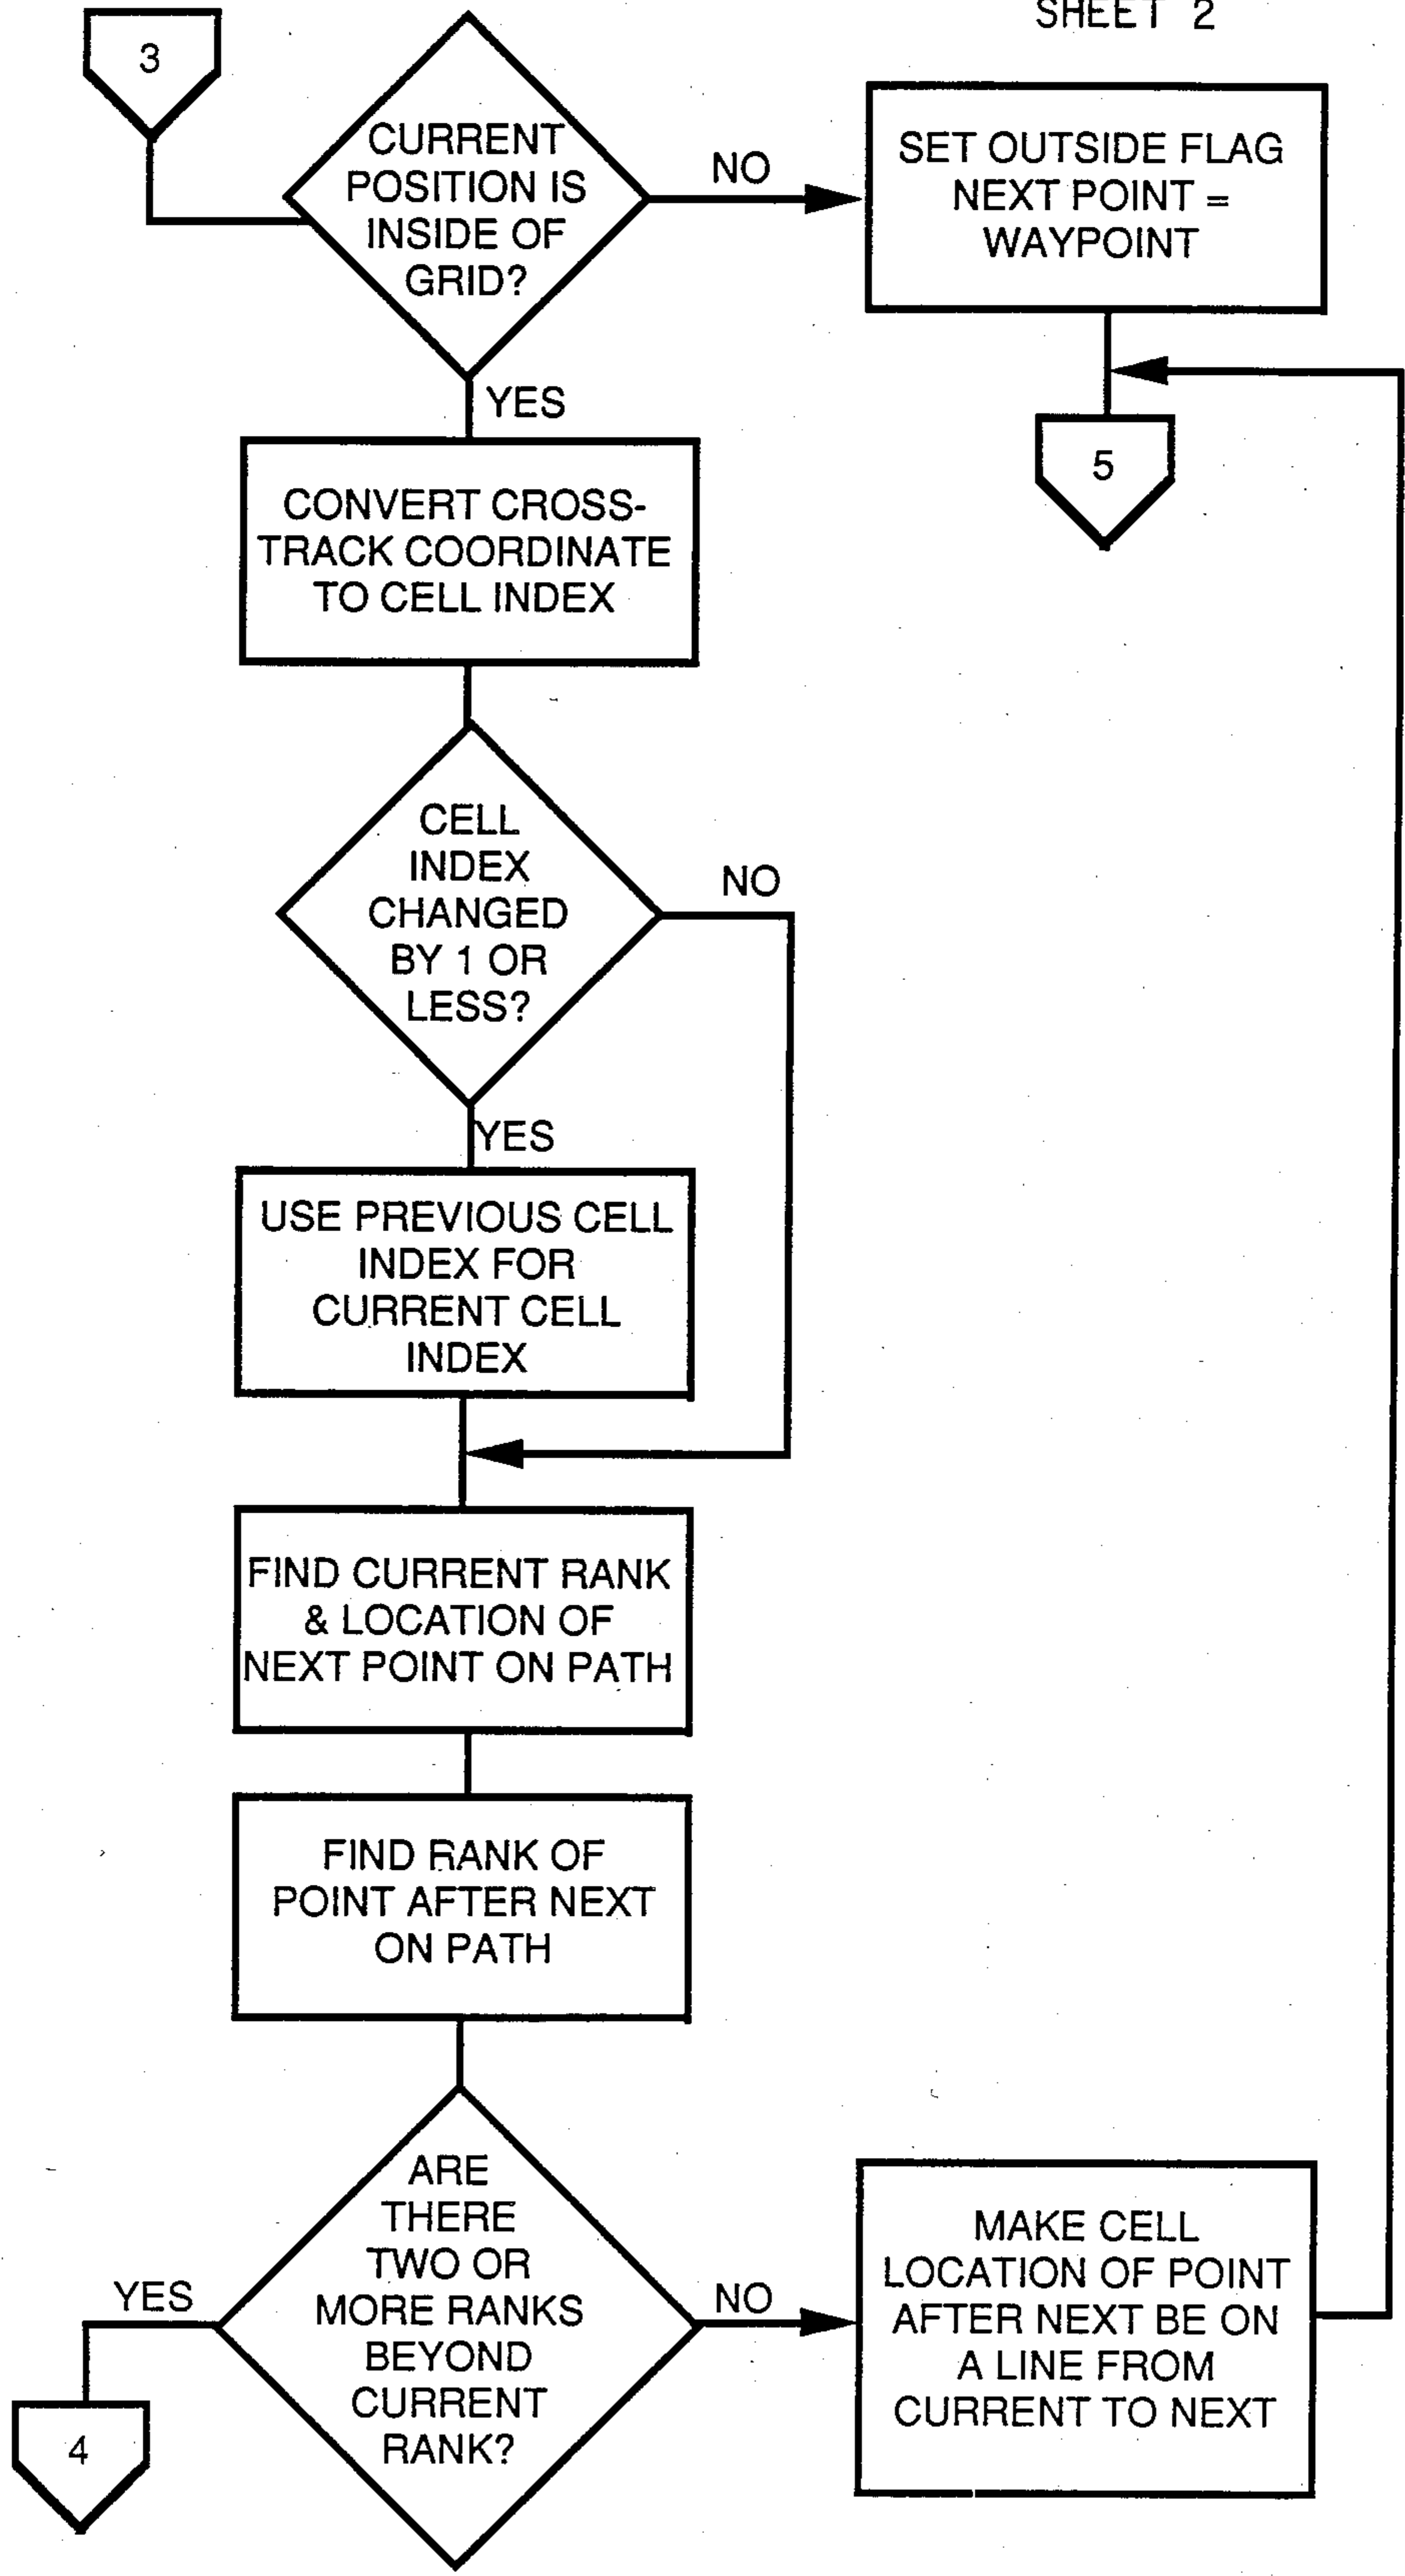 SHEET 2
3
CURRENT
POSITION IS
INSIDE OF
GRID?
NO
SET OUTSIDE FLAG
NEXT POINT =
WAYPOINT
YES
5
CONVERT CROSS-
TRACK COORDINATE
TO CELL INDEX
CELL
INDEX
CHANGED
BY 1 OR
LESS?
NO
YES
USE PREVIOUS CELL
INDEX FOR
CURRENT CELL
INDEX
FIND CURRENT RANK
& LOCATION OF
NEXT POINT ON PATH
FIND RANK OF
POINT AFTER NEXT
ON PATH
ARE
THERE
TWO OR
MORE RANKS
BEYOND
CURRENT
RANK?
YES
4
NO
MAKE CELL
LOCATION OF POINT
AFTER NEXT BE ON
A LINE FROM
CURRENT TO NEXT